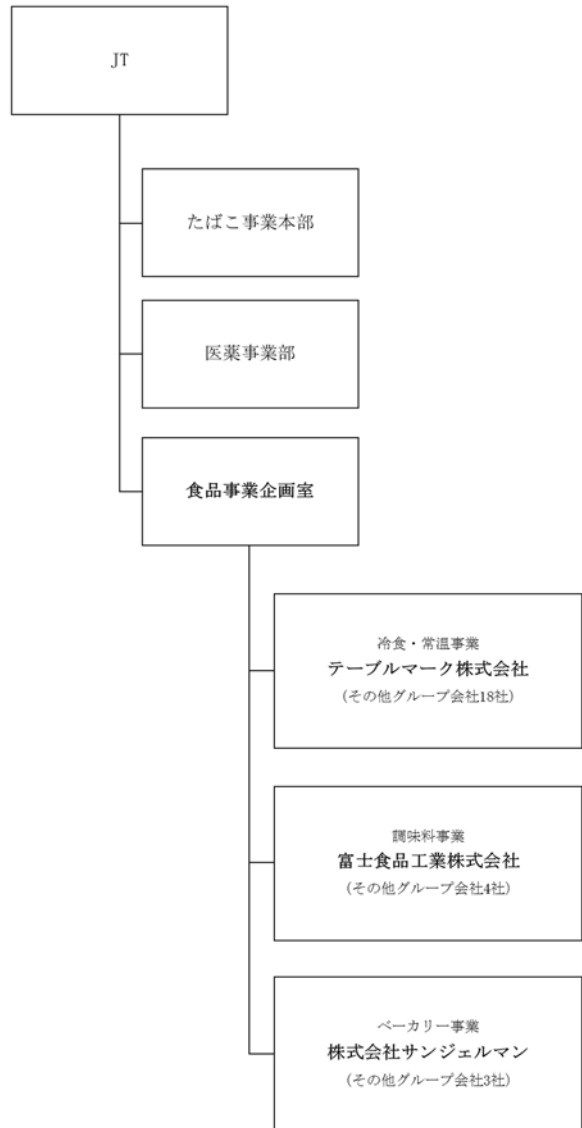 JT
たばこ事業本部
医薬事業部
食品事業企画室
冷食・常温事業
テーブルマーク株式会社
(その他グループ会社18社)
調味料事業
富士食品工業株式会社
(その他グループ会社4社)
ベーカリー事業
株式会社サンジェルマン
(その他グループ会社3社)